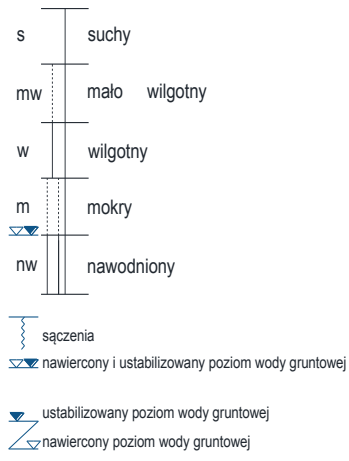 s suchy
mw mało wilgotny
w wilgotny
m mokry
nw nawodniony
sączenia
nawiercony i ustabilizowany poziom wody gruntowej
ustabilizowany poziom wody gruntowej
nawiercony poziom wody gruntowej